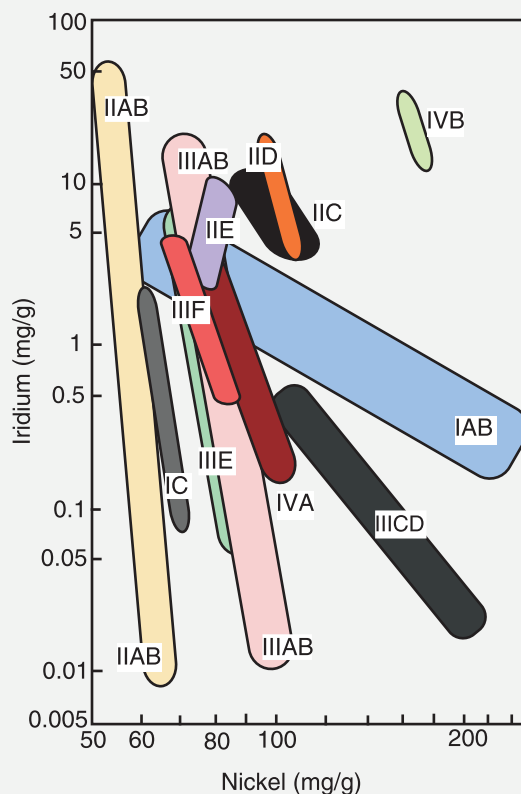 100
50
10
5
1
0.5
0.1
0.05
0.01
0.005
Iridium (mg/g)
IIAB
IVB
IIIAB
IID
IIC
IIE
IIIF
IAB
IIIE
IC
IVA
IIICD
IIAB
IIIAB
50 60 80 100 200
Nickel (mg/g)